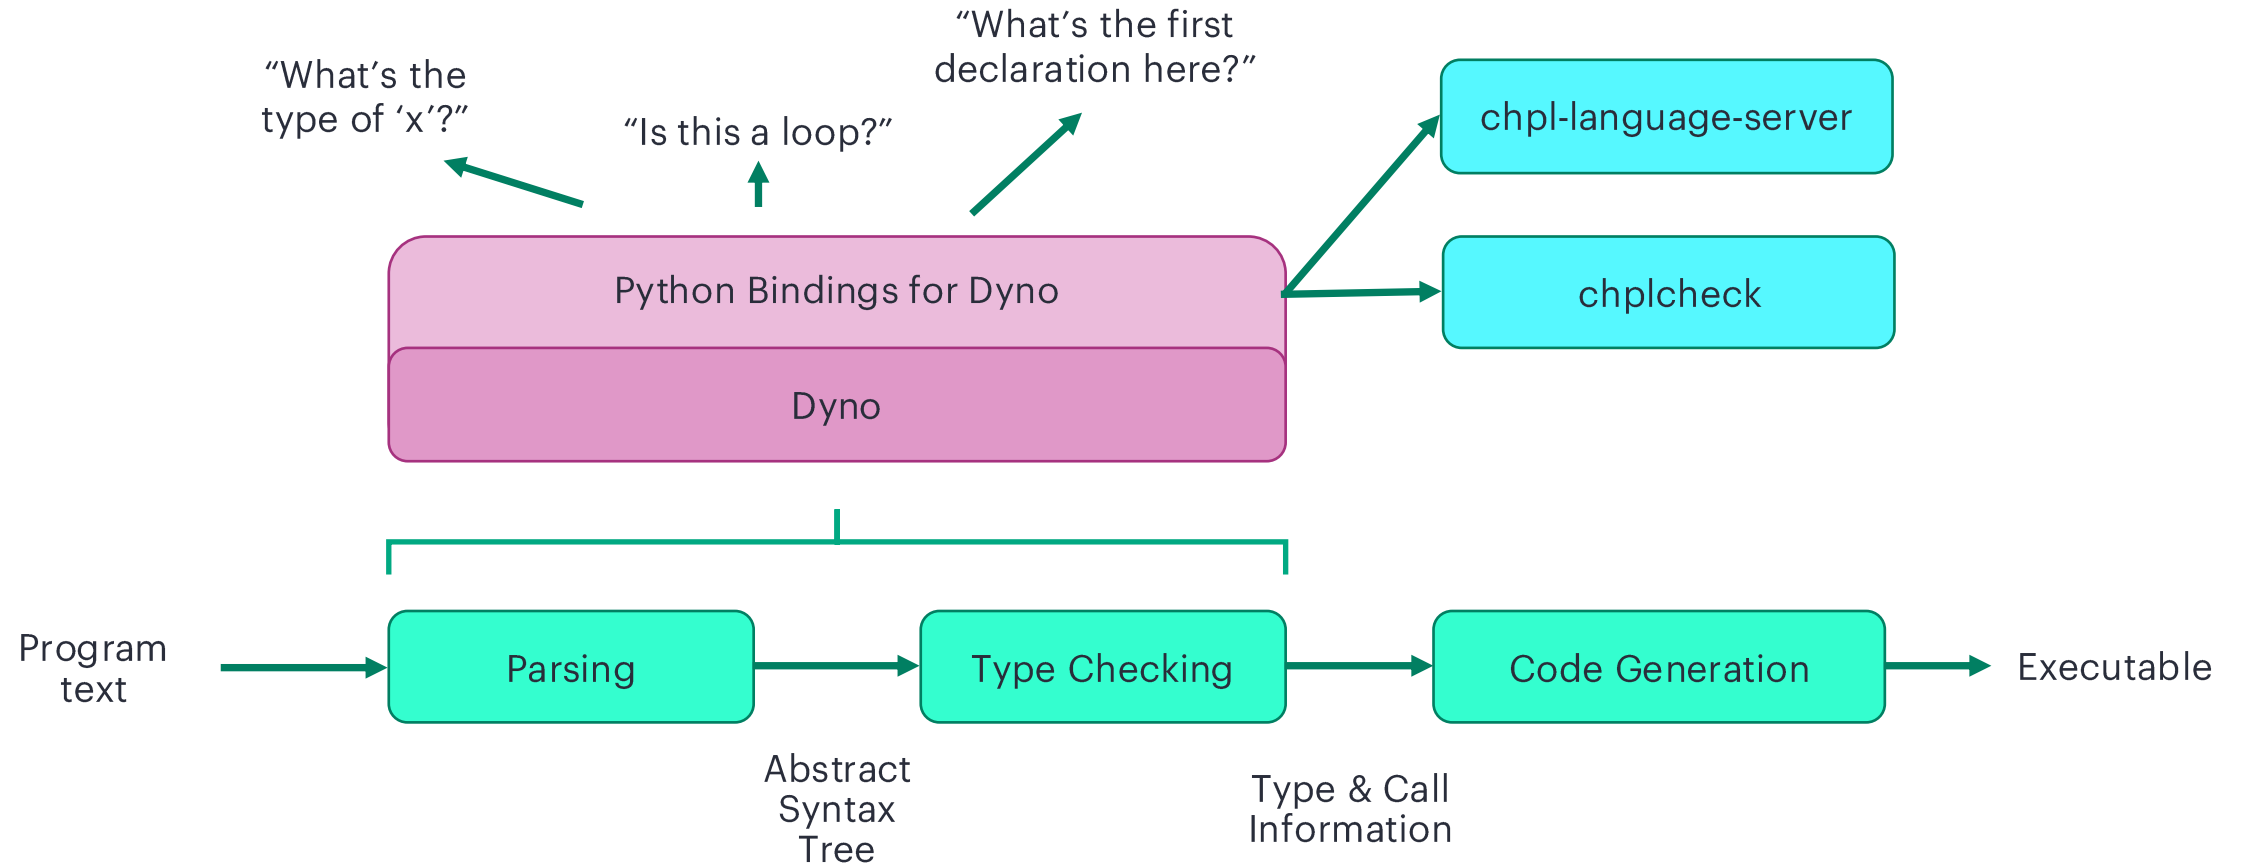 “What’s the first
declaration here?”
“What’s the
type of ‘x’?”
“Is this a loop?”
chpl-language-server
Python Bindings for Dyno
chplcheck
Dyno
Program
text
Parsing
Type Checking
Code Generation
Executable
Abstract
Syntax
Tree
Type & Call
Information